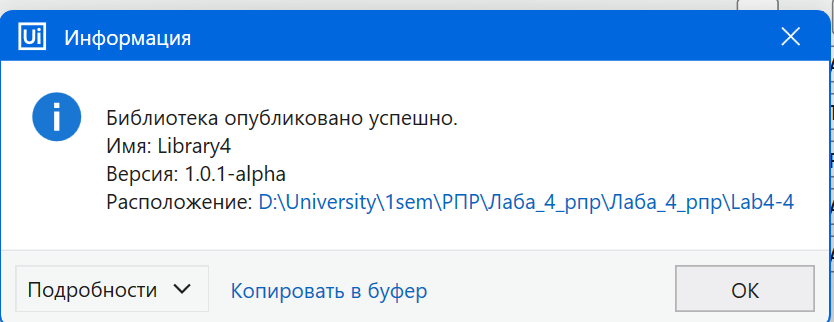 Ui Информация
Библиотека опубликовано успешно.
Имя: Library4
Версия: 1.0.1-alpha
Расположение: D:\University\1sem\РПР\Лаба_4_рпр\Лаба_4_рпр\Lab4-4
Подробности Копировать в буфер ОК